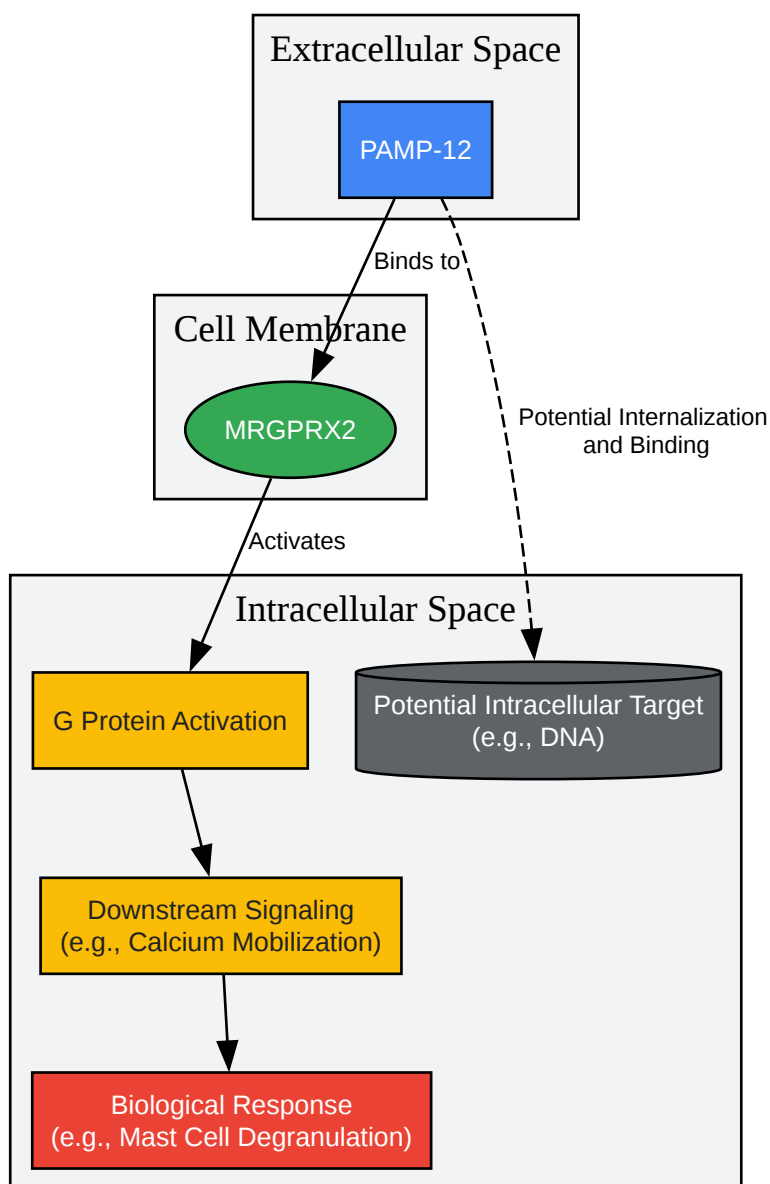 Extracellular Space
PAMP-12
Binds to
Cell Membrane
MRGPRX2
Potential Internalization
and Binding
Activates
Intracellular Space
G Protein Activation
Potential Intracellular Target
(e.g., DNA)
Downstream Signaling
(e.g., Calcium Mobilization)
Biological Response
(e.g., Mast Cell Degranulation)